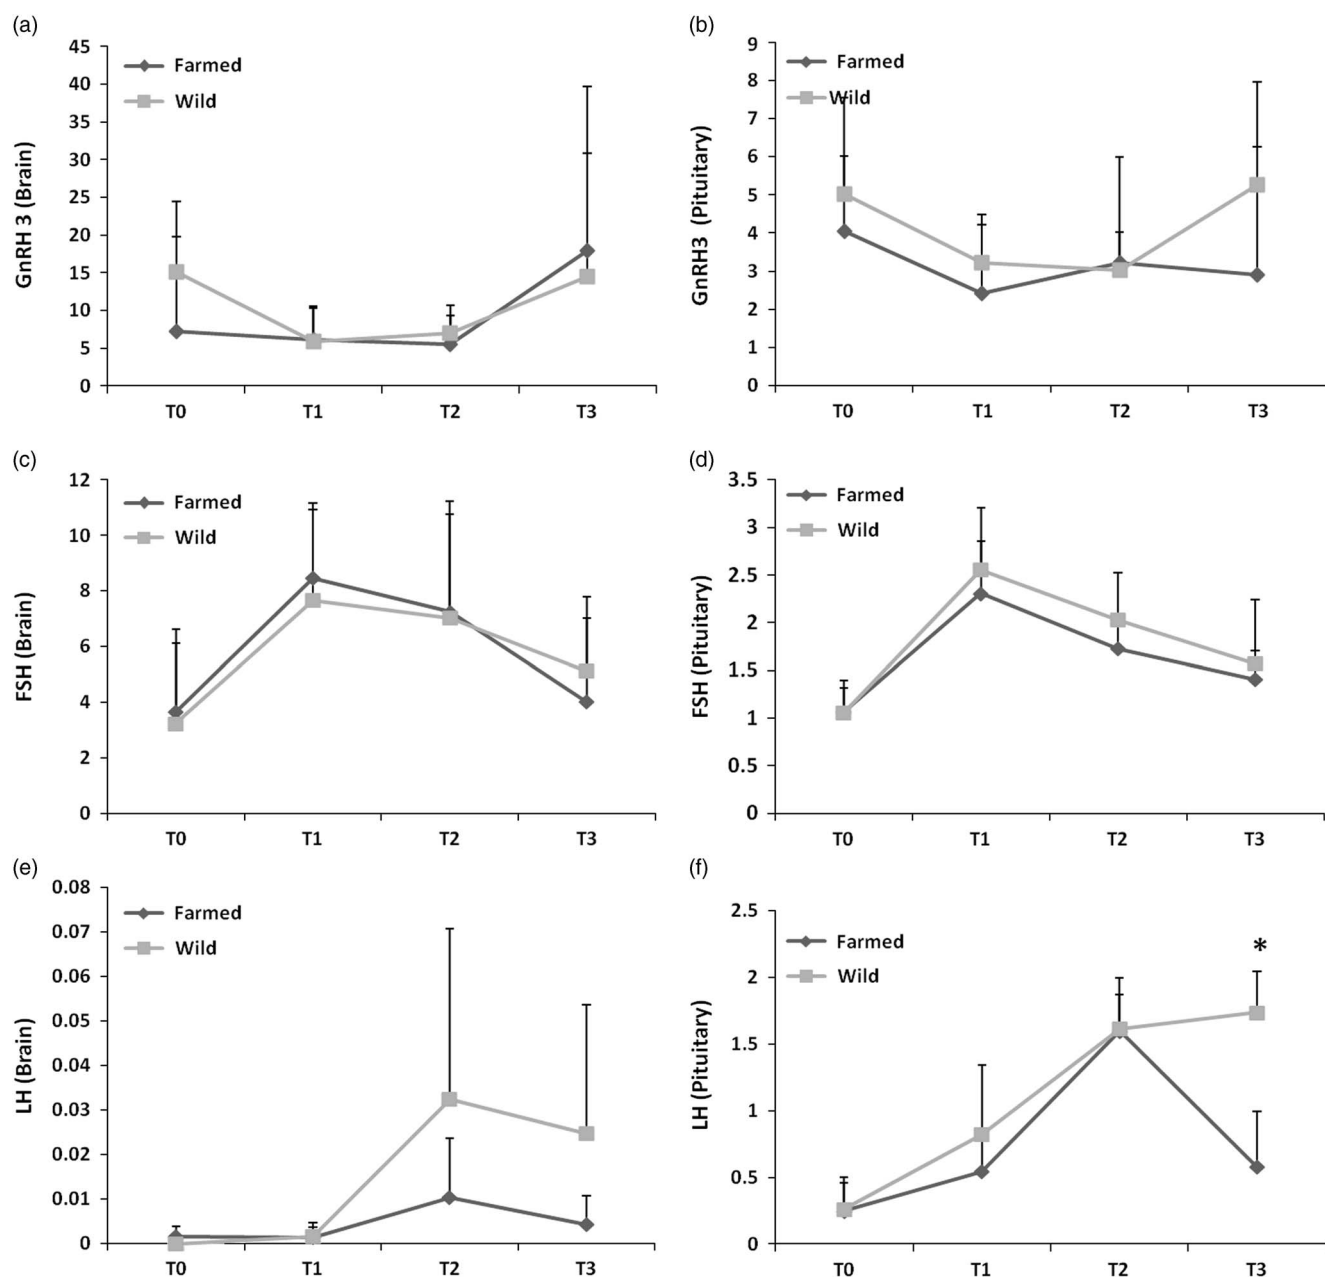 (a)
GnRH 3 (Brain)
45
40
35
30
25
20
15
10
5
0
Farmed
Wild
T0 T1 T2 T3
(b)
GnRH3 (Pituitary)
9
8
7
6
5
4
3
2
1
0
Farmed
Wild
T0 T1 T2 T3
(c)
FSH (Brain)
12
10
8
6
4
2
0
Farmed
Wild
T0 T1 T2 T3
(d)
FSH (Pituitary)
3.5
3
2.5
2
1.5
1
0.5
0
Farmed
Wild
T0 T1 T2 T3
(e)
LH (Brain)
0.08
0.07
0.06
0.05
0.04
0.03
0.02
0.01
0
Farmed
Wild
T0 T1 T2 T3
(f)
LH (Pituitary)
2.5
2
1.5
1
0.5
0
Farmed
Wild
*
T0 T1 T2 T3